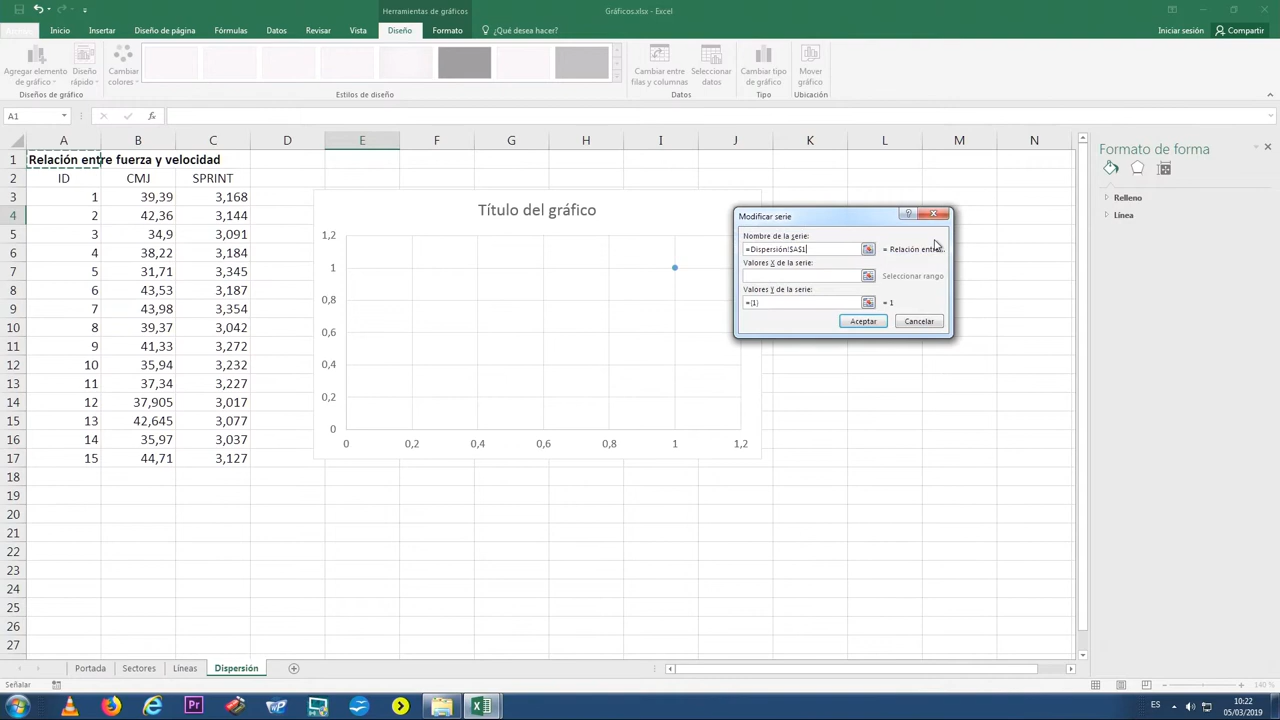 Herramientas de gráficos
Gráficos.xlsx - Excel
Inicio Insertar Diseño de página Fórmulas Datos Revisar Vista Diseño Formato ¿Qué desea hacer? Iniciar sesión Compartir
Agregar elemento de gráfico
Diseño rápido
Cambiar colores
Cambiar entre filas y columnas
Seleccionar datos
Cambiar tipo de gráfico
Mover gráfico
Diseños de gráfico Estilos de diseño Datos Tipo Ubicación
A1 fx
A B C D E F G H I J K L M N
1 Relación entre fuerza y velocidad
2 ID CMJ SPRINT
3 1 39,39 3,168
4 2 42,36 3,144
5 3 34,9 3,091
6 4 38,22 3,184
7 5 31,71 3,345
8 6 43,53 3,187
9 7 43,98 3,354
10 8 39,37 3,042
11 9 41,33 3,272
12 10 35,94 3,232
13 11 37,34 3,227
14 12 37,905 3,017
15 13 42,645 3,077
16 14 35,97 3,037
17 15 44,71 3,127
18
19
20
21
22
23
24
25
26
27
Título del gráfico
1,2
1
0,8
0,6
0,4
0,2
0
0 0,2 0,4 0,6 0,8 1 1,2
Modificar serie
?
Nombre de la serie:
=Dispersión!$A$1 = Relación entre...
Valores X de la serie:
Seleccionar rango
Valores Y de la serie:
={1} = 1
Aceptar Cancelar
Formato de forma
Relleno
Línea
Portada Sectores Líneas Dispersión
Señalar
140 %
Pr
ES
10:22
05/03/2019